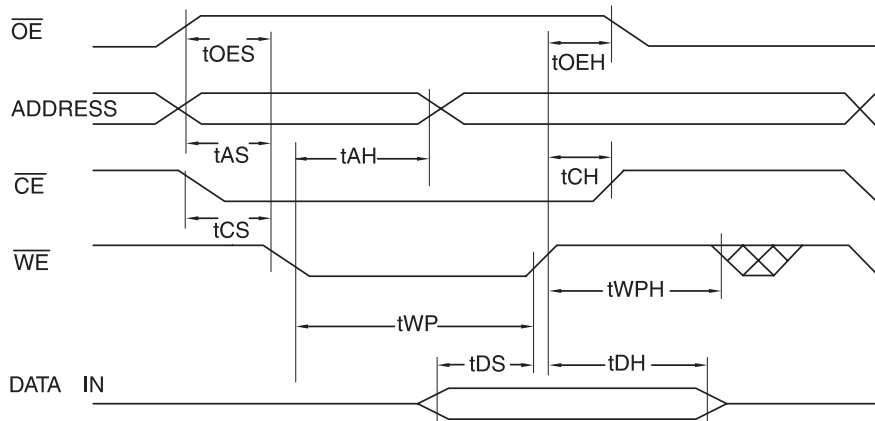 OE
tOES
tOEH
ADDRESS
tAS
tAH
tCH
CE
tCS
WE
tWPH
tWP
tDS
tDH
DATA IN